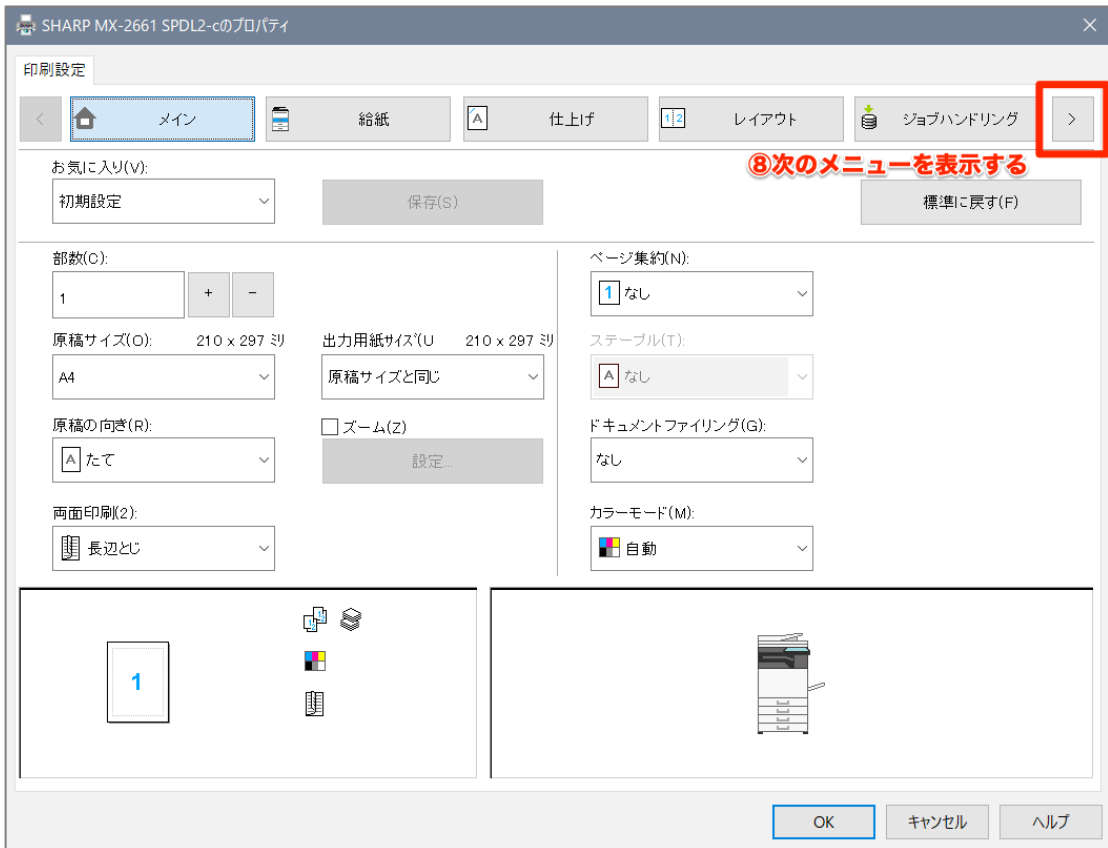 SHARP MX-2661 SPDL2-cのプロパティ
印刷設定
メイン 給紙 仕上げ レイアウト ジョブハンドリング
⑧次のメニューを表示する
お気に入り(V):
初期設定 保存(S) 標準に戻す(F)
部数(C):
1 + -
原稿サイズ(O): 210 x 297 ミリ
A4
出力用紙サイズ(U 210 x 297 ミリ
原稿サイズと同じ
原稿の向き(R):
A たて
ズーム(Z)
設定...
両面印刷(2):
長辺とじ
ページ集約(N):
1 なし
ステープル(T):
A なし
ドキュメントファイリング(G):
なし
カラーモード(M):
自動
1
OK キャンセル ヘルプ